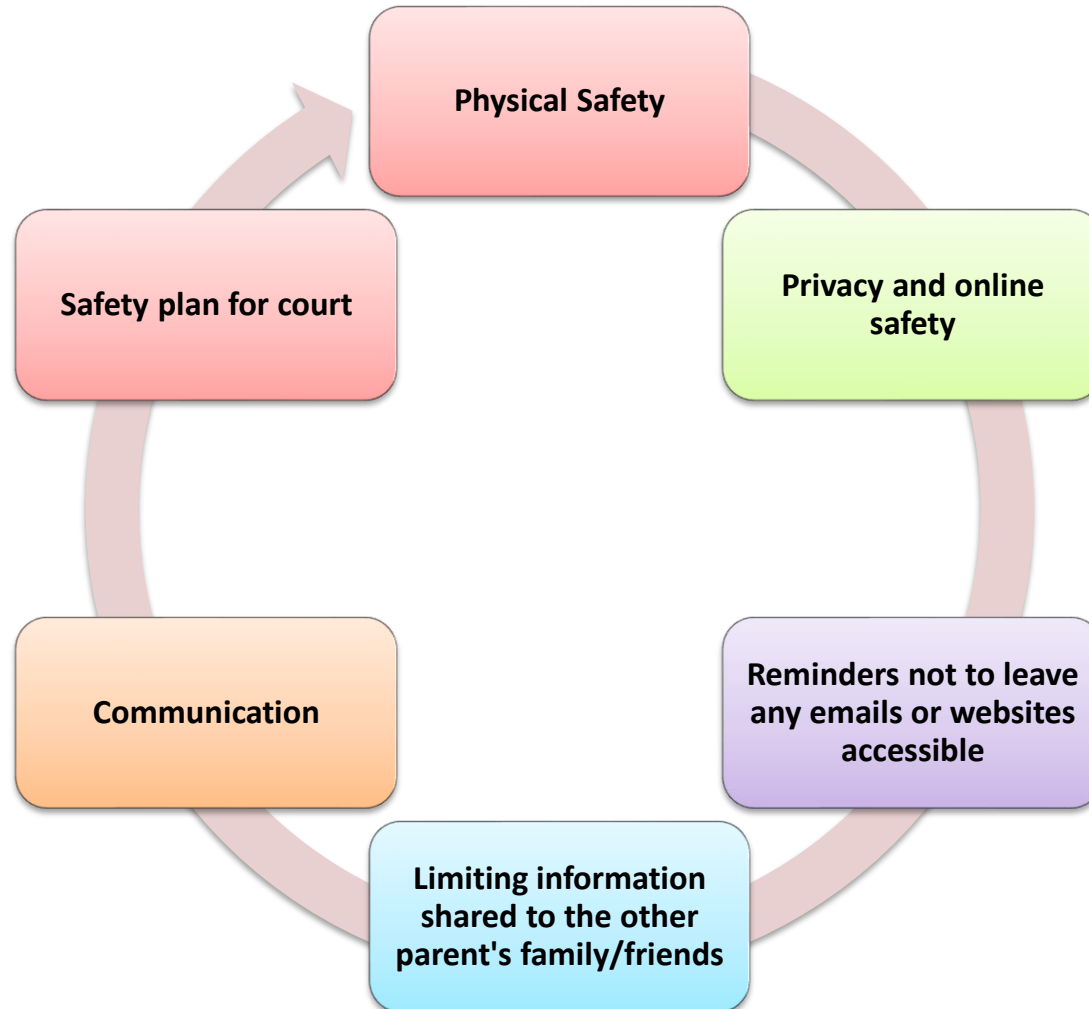 Physical Safety
Privacy and online
safety
Reminders not to leave
any emails or websites
accessible
Limiting information
shared to the other
parent's family/friends
Communication
Safety plan for court